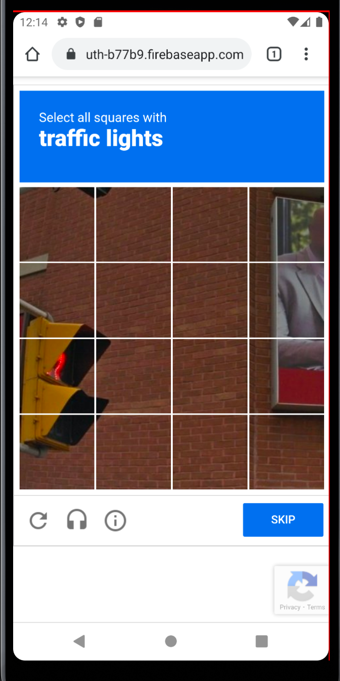 12:14
uth-b77b9.firebaseapp.com
1
Select all squares with
traffic lights
SKIP
Privacy - Terms